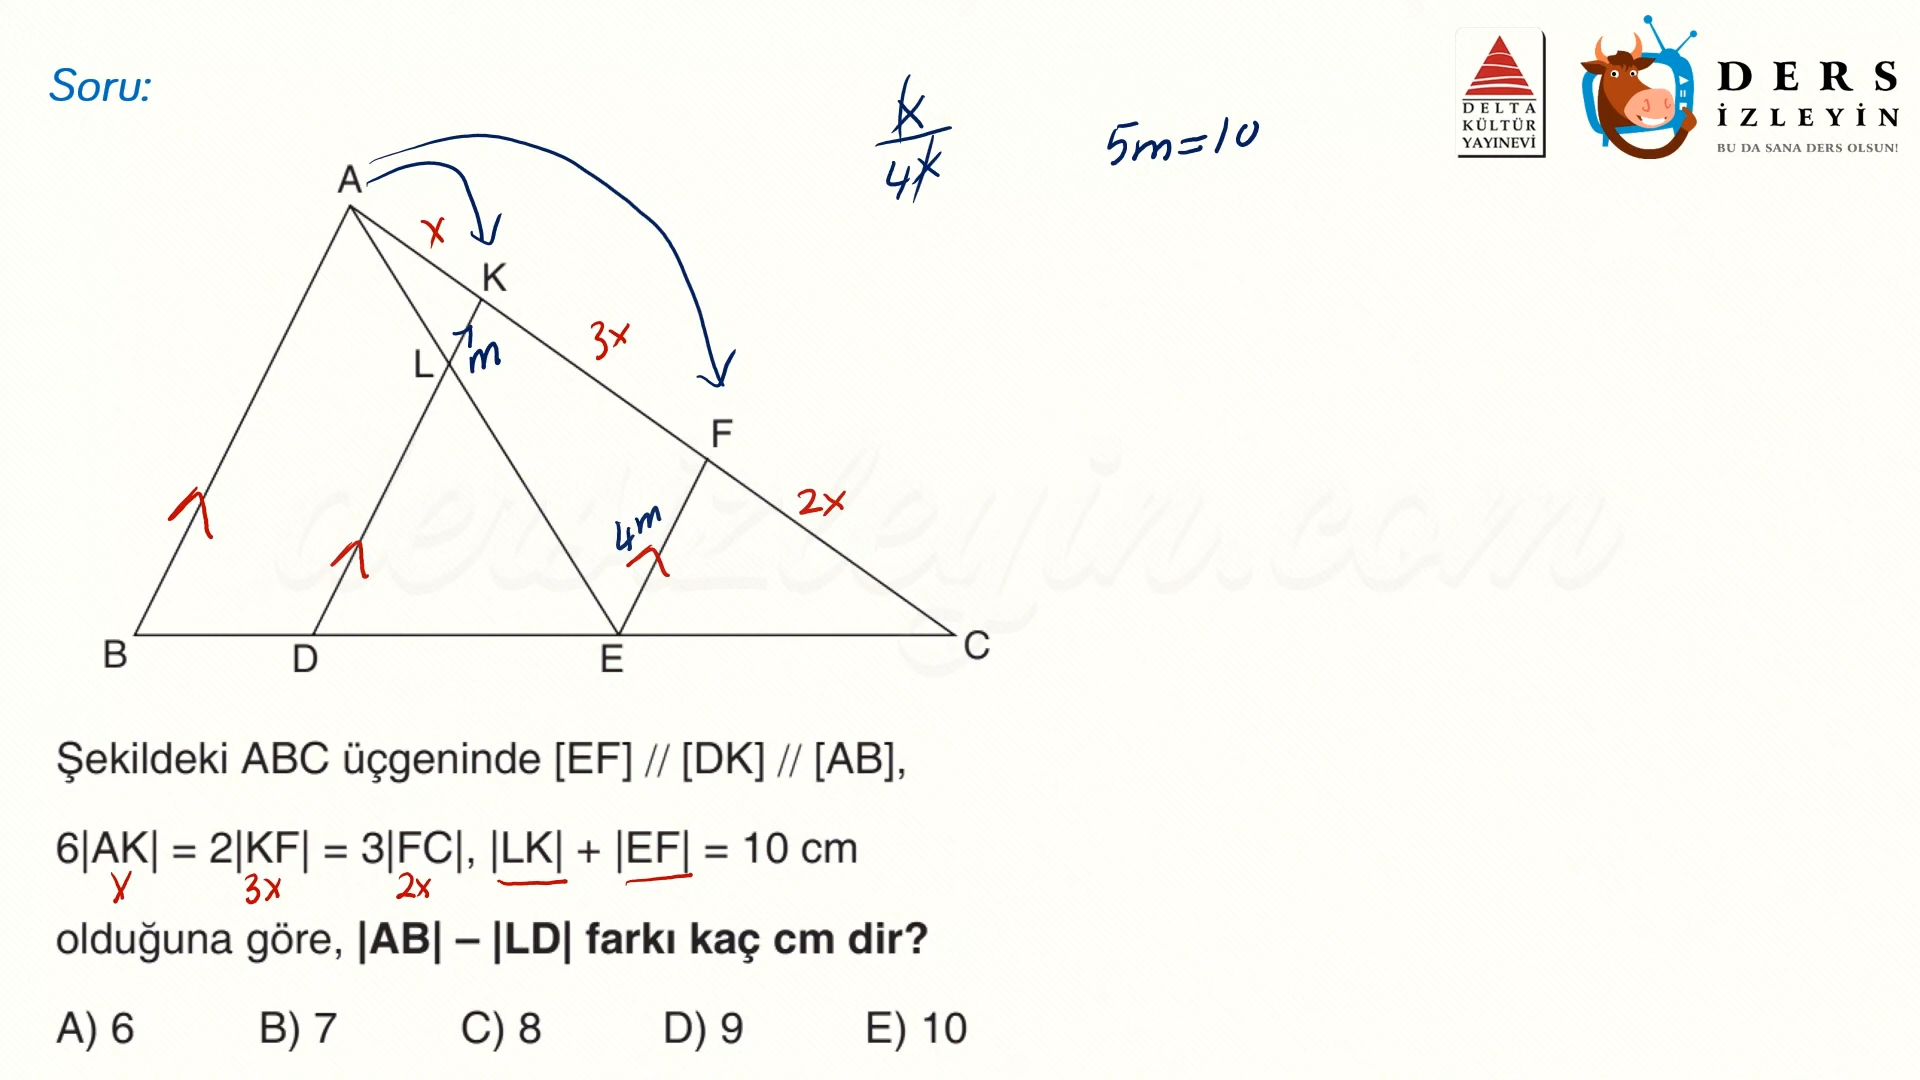 Soru:
x
4x
5m=10
DELTA
KÜLTÜR
YAYINEVİ
DERS
İZLEYİN
BU DA SANA DERS OLSUN!
A
x
K
3x
L
m
F
2x
4m
dersizleyin.com
B
D
E
C
Şekildeki ABC üçgeninde [EF] // [DK] // [AB],
6|AK| = 2|KF| = 3|FC|, |LK| + |EF| = 10 cm
x 3x 2x
olduğuna göre, |AB| – |LD| farkı kaç cm dir?
A) 6 B) 7 C) 8 D) 9 E) 10